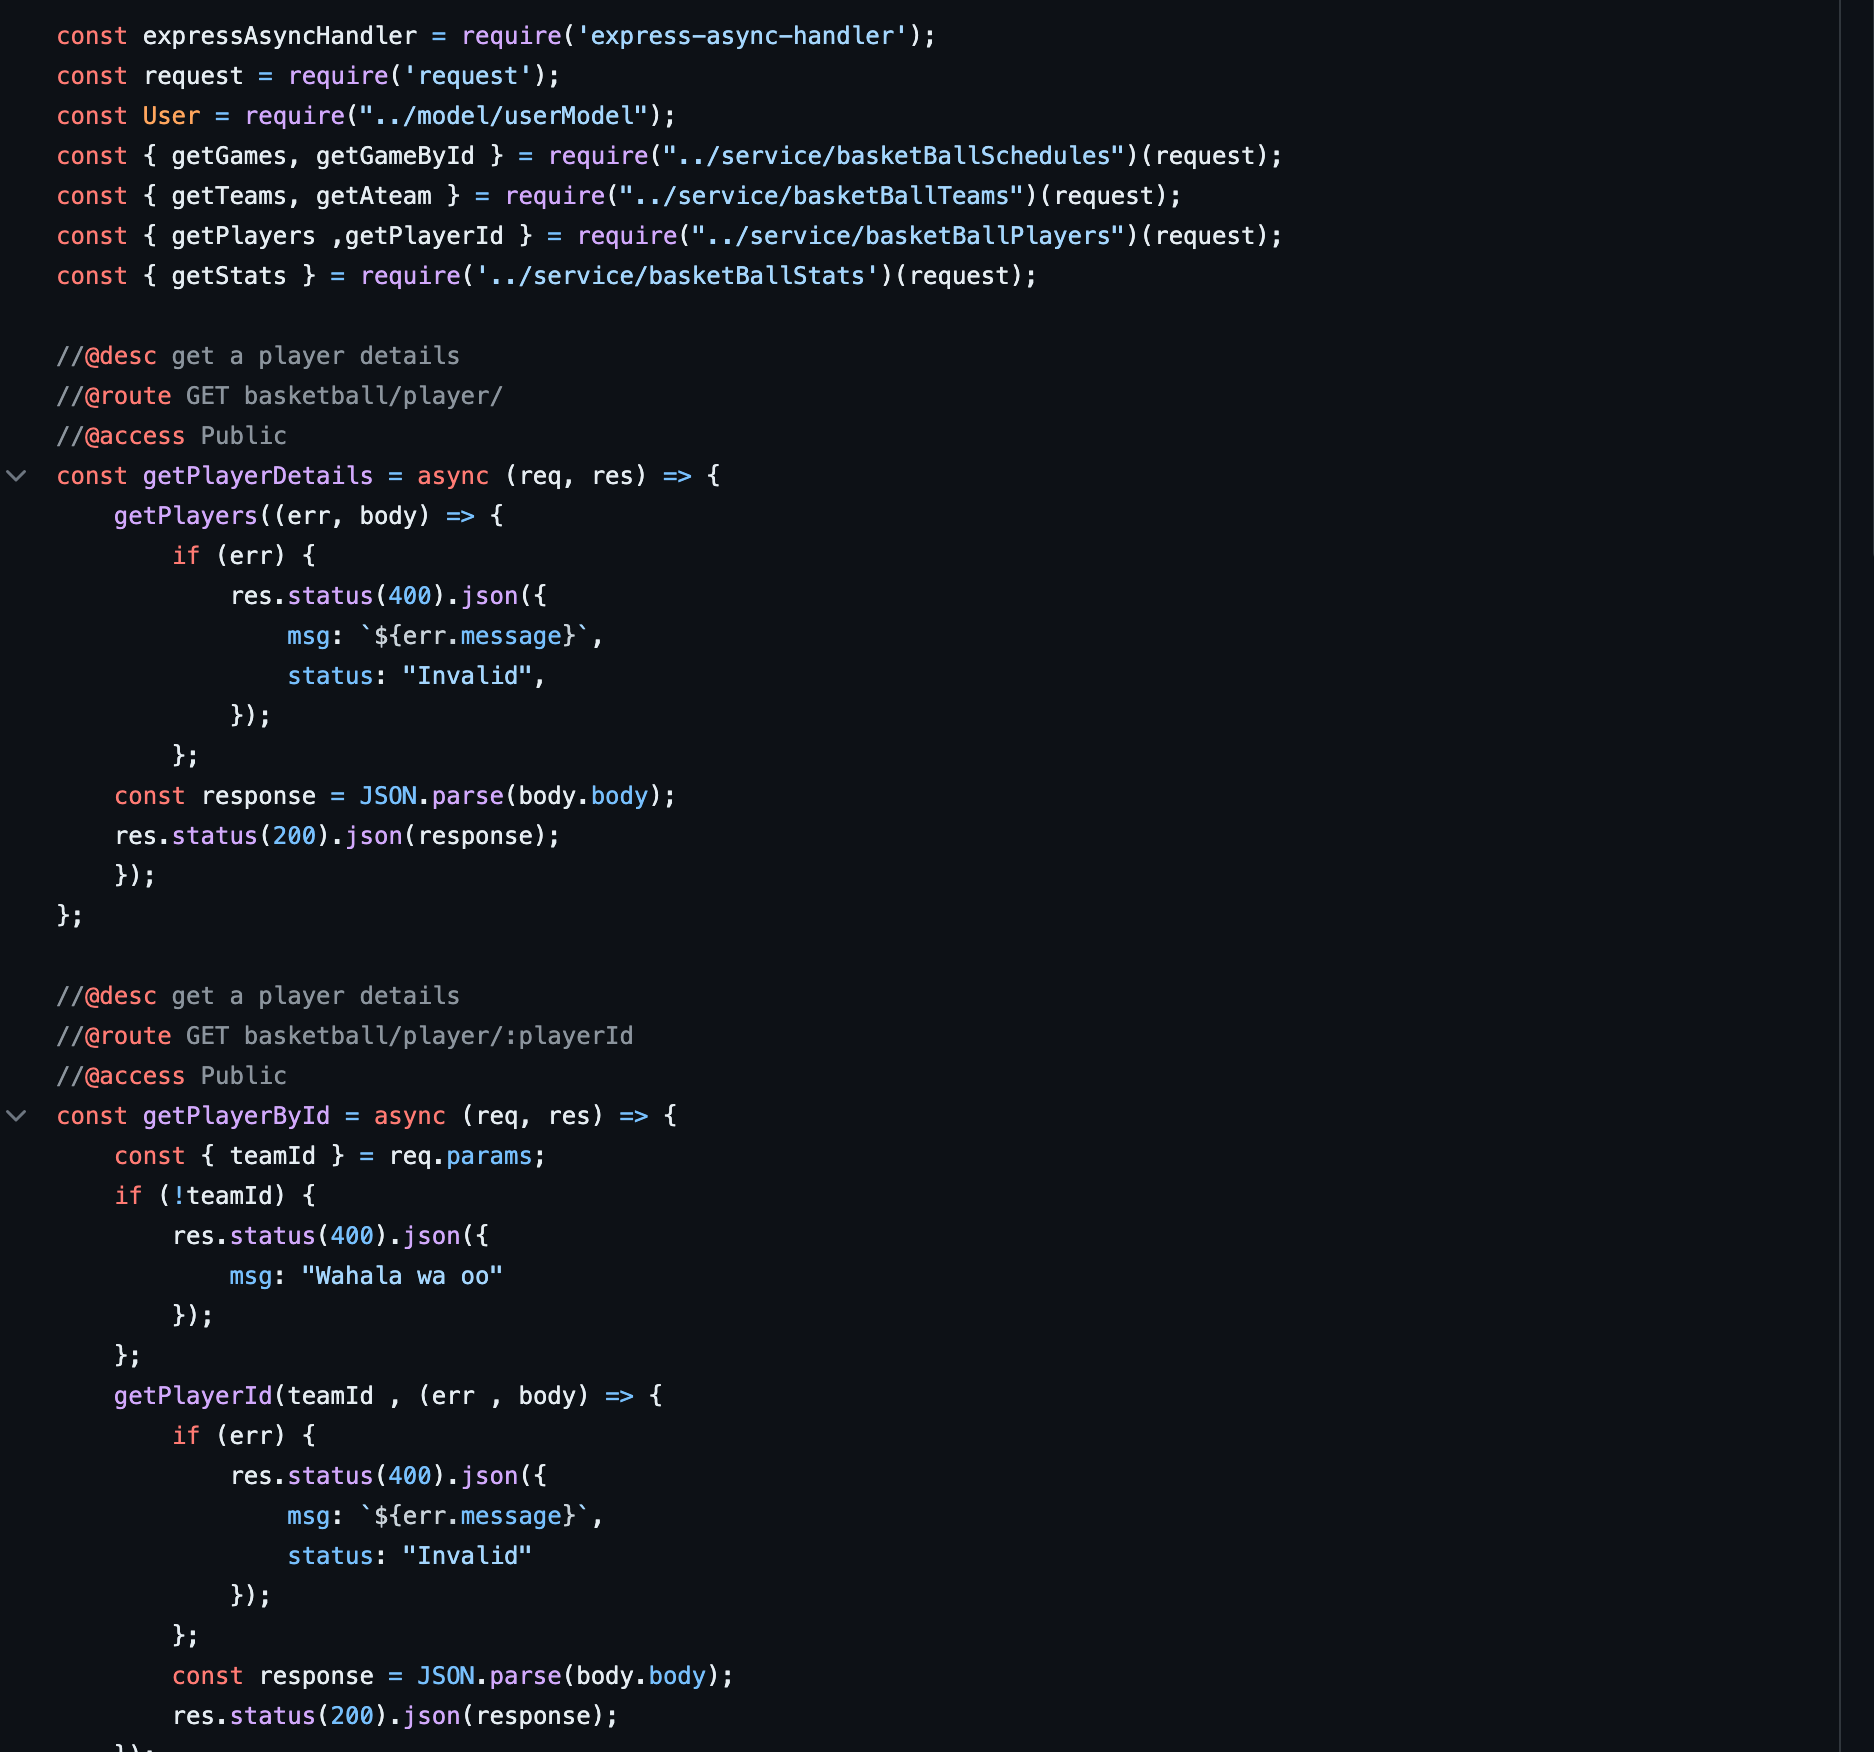 const expressAsyncHandler = require('express-async-handler');
const request = require('request');
const User = require("../model/userModel");
const { getGames, getGameById } = require("../service/basketBallSchedules")(request);
const { getTeams, getAteam } = require("../service/basketBallTeams")(request);
const { getPlayers ,getPlayerId } = require("../service/basketBallPlayers")(request);
const { getStats } = require('../service/basketBallStats')(request);

//@desc get a player details
//@route GET basketball/player/
//@access Public
const getPlayerDetails = async (req, res) => {
    getPlayers((err, body) => {
        if (err) {
            res.status(400).json({
                msg: `${err.message}`,
                status: "Invalid",
            });
        };
    const response = JSON.parse(body.body);
    res.status(200).json(response);
    });
};

//@desc get a player details
//@route GET basketball/player/:playerId
//@access Public
const getPlayerById = async (req, res) => {
    const { teamId } = req.params;
    if (!teamId) {
        res.status(400).json({
            msg: "Wahala wa oo"
        });
    };
    getPlayerId(teamId , (err , body) => {
        if (err) {
            res.status(400).json({
                msg: `${err.message}`,
                status: "Invalid"
            });
        };
        const response = JSON.parse(body.body);
        res.status(200).json(response);
    });